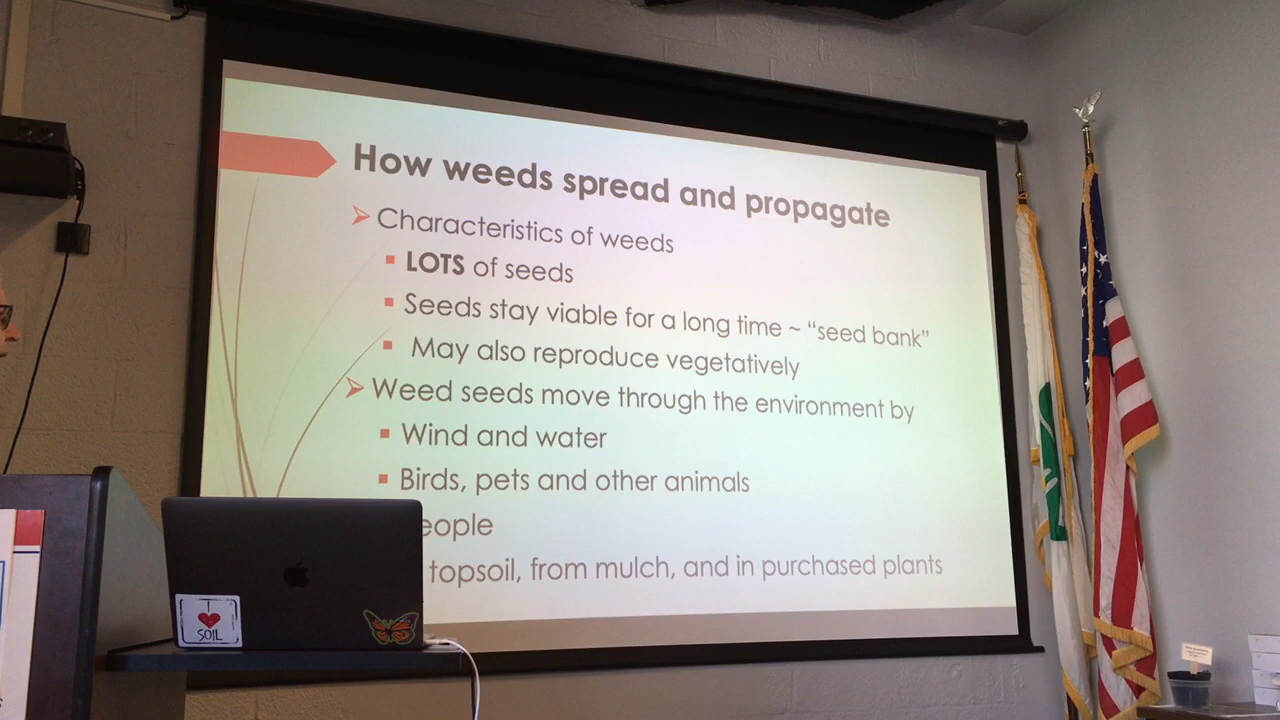 How weeds spread and propagate
Characteristics of weeds
LOTS of seeds
Seeds stay viable for a long time ~ “seed bank”
May also reproduce vegetatively
Weed seeds move through the environment by
Wind and water
Birds, pets and other animals
eople
topsoil, from mulch, and in purchased plants
I
SOIL